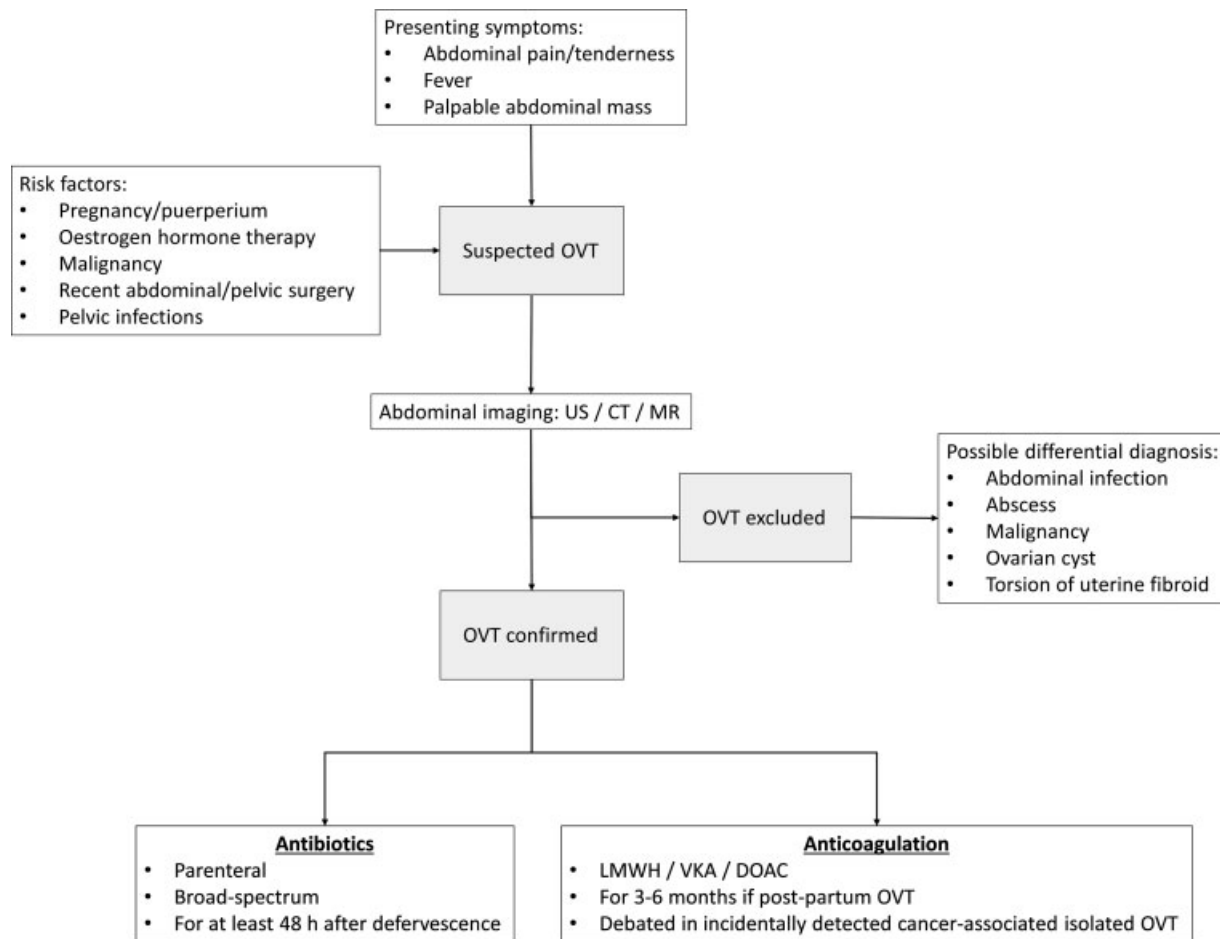 Presenting symptoms:
• Abdominal pain/tenderness
• Fever
• Palpable abdominal mass
Risk factors:
• Pregnancy/puerperium
• Oestrogen hormone therapy
• Malignancy
• Recent abdominal/pelvic surgery
• Pelvic infections
Suspected OVT
Abdominal imaging: US / CT / MR
OVT excluded
Possible differential diagnosis:
• Abdominal infection
• Abscess
• Malignancy
• Ovarian cyst
• Torsion of uterine fibroid
OVT confirmed
Antibiotics
• Parenteral
• Broad-spectrum
• For at least 48 h after defervescence
Anticoagulation
• LMWH / VKA / DOAC
• For 3-6 months if post-partum OVT
• Debated in incidentally detected cancer-associated isolated OVT